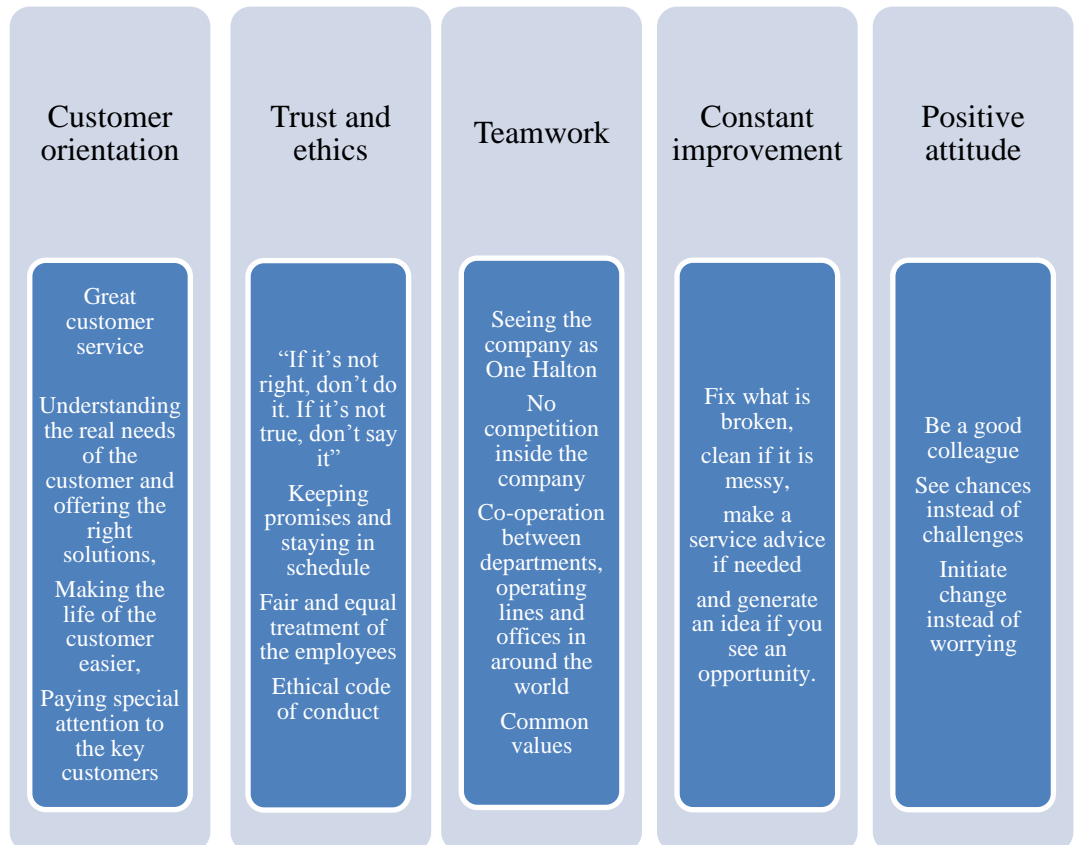 Customer
orientation
Great
customer
service
Understanding
the real needs
of the
customer and
offering the
right
solutions,
Making the
life of the
customer
easier,
Paying special
attention to
the key
customers
Trust and
ethics
“If it’s not
right, don’t do
it. If it’s not
true, don’t say
it”
Keeping
promises and
staying in
schedule
Fair and equal
treatment of
the employees
Ethical code
of conduct
Teamwork
Seeing the
company as
One Halton
No
competition
inside the
company
Co-operation
between
departments,
operating
lines and
offices in
around the
world
Common
values
Constant
improvement
Fix what is
broken,
clean if it is
messy,
make a
service advice
if needed
and generate
an idea if you
see an
opportunity.
Positive
attitude
Be a good
colleague
See chances
instead of
challenges
Initiate
change
instead of
worrying